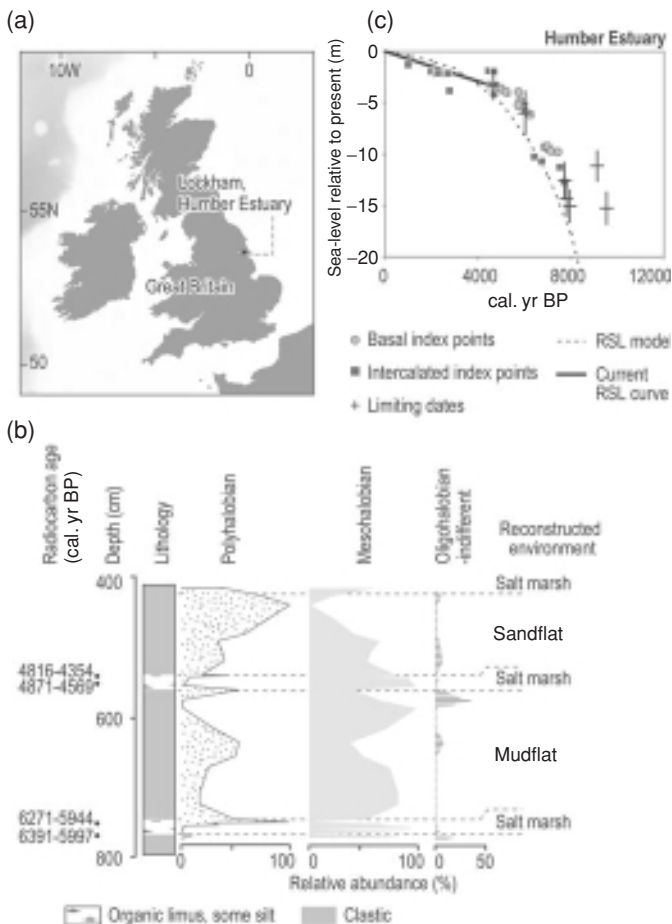 (a)
10W
0
55N
Lockham,
Humber Estuary
Great Britain
50
(c)
Humber Estuary
Sea-level relative to present (m)
0
−5
−10
−15
−20
0
4000
8000
12000
cal. yr BP
Basal index points
Intercalated index points
Limiting dates
RSL model
Current
RSL curve
(b)
Radiocarbon age
(cal. yr BP)
Depth (cm)
Lithology
Polyhalobian
Meschalobian
Oligohalobian
-indifferent
Reconstructed
environment
400
600
800
4816-4354
4871-4569
6271-5944
6391-5997
Salt marsh
Sandflat
Salt marsh
Mudflat
Salt marsh
0
100
0
100
0
50
Relative abundance (%)
Organic limus, some silt
Clastic